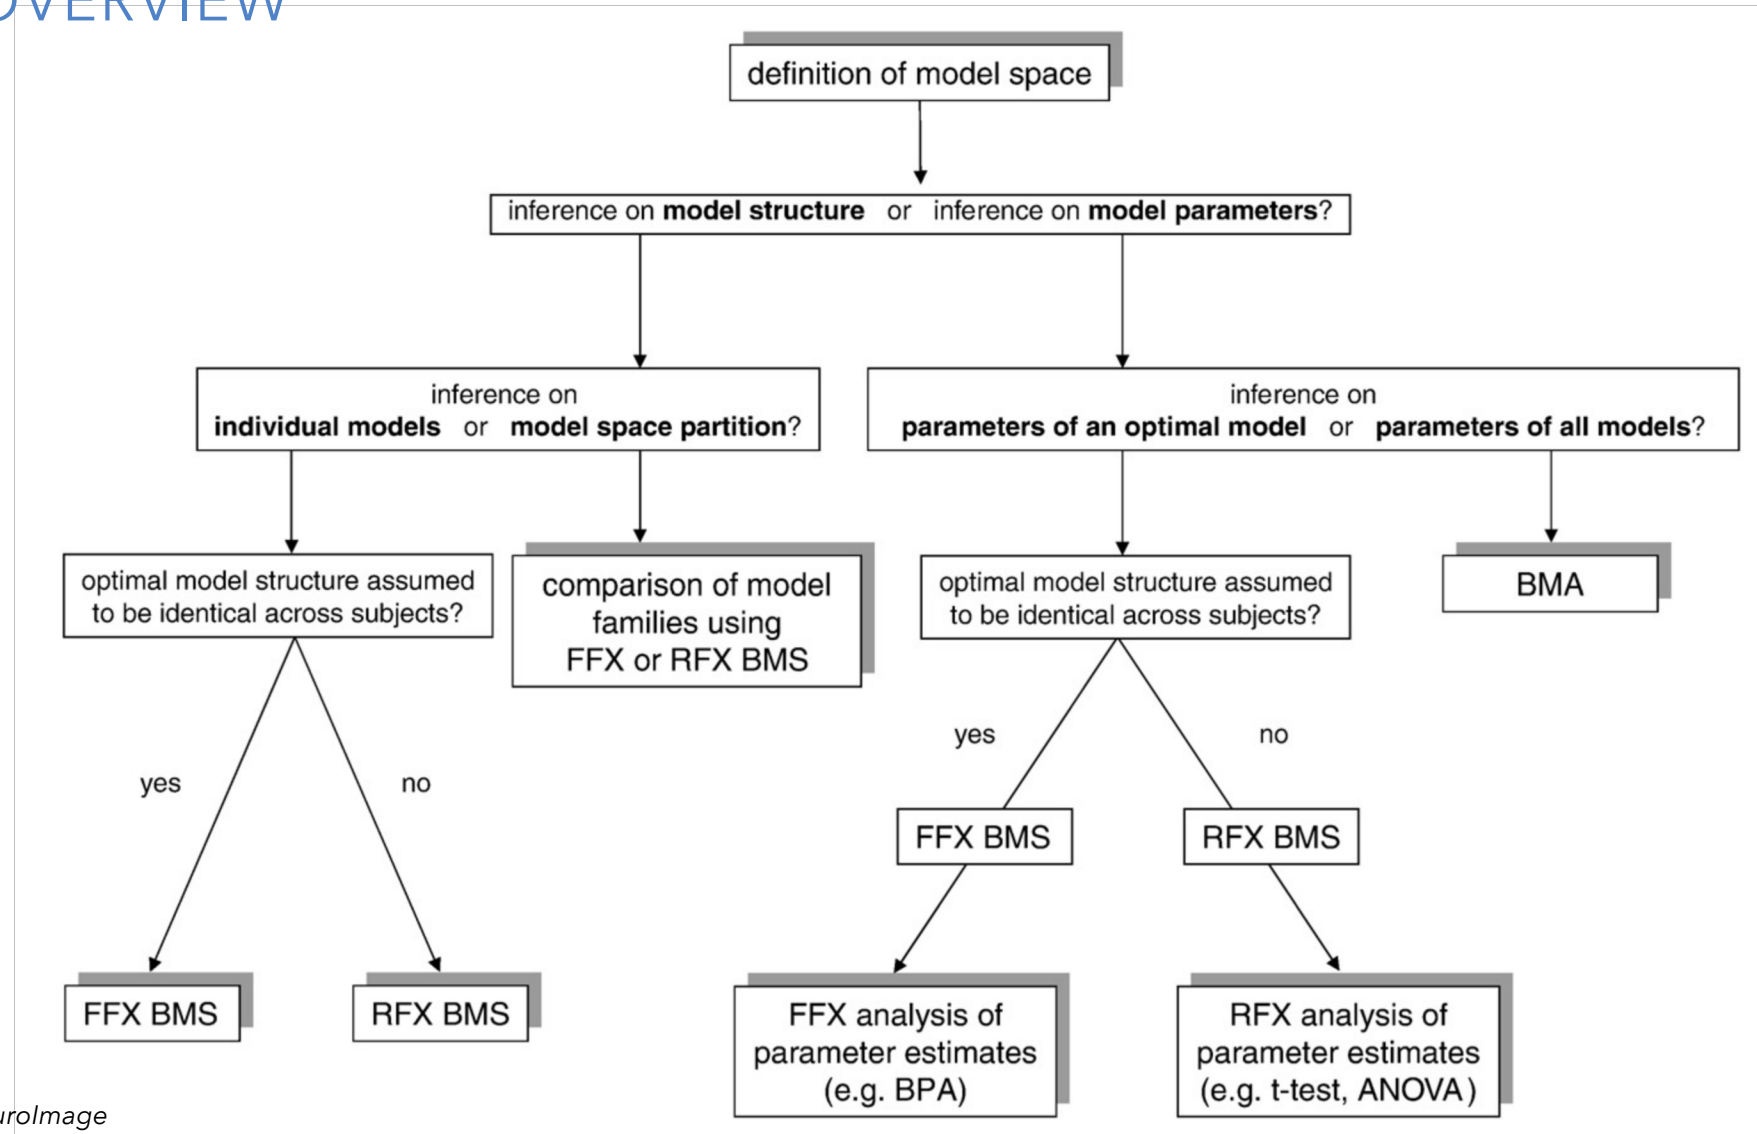 OVERVIEW
definition of model space
inference on model structure or inference on model parameters?
inference on
individual models or model space partition?
inference on
parameters of an optimal model or parameters of all models?
optimal model structure assumed
to be identical across subjects?
comparison of model
families using
FFX or RFX BMS
optimal model structure assumed
to be identical across subjects?
BMA
yes
no
yes
no
FFX BMS
RFX BMS
FFX BMS
RFX BMS
FFX analysis of
parameter estimates
(e.g. BPA)
RFX analysis of
parameter estimates
(e.g. t-test, ANOVA)
uroImage